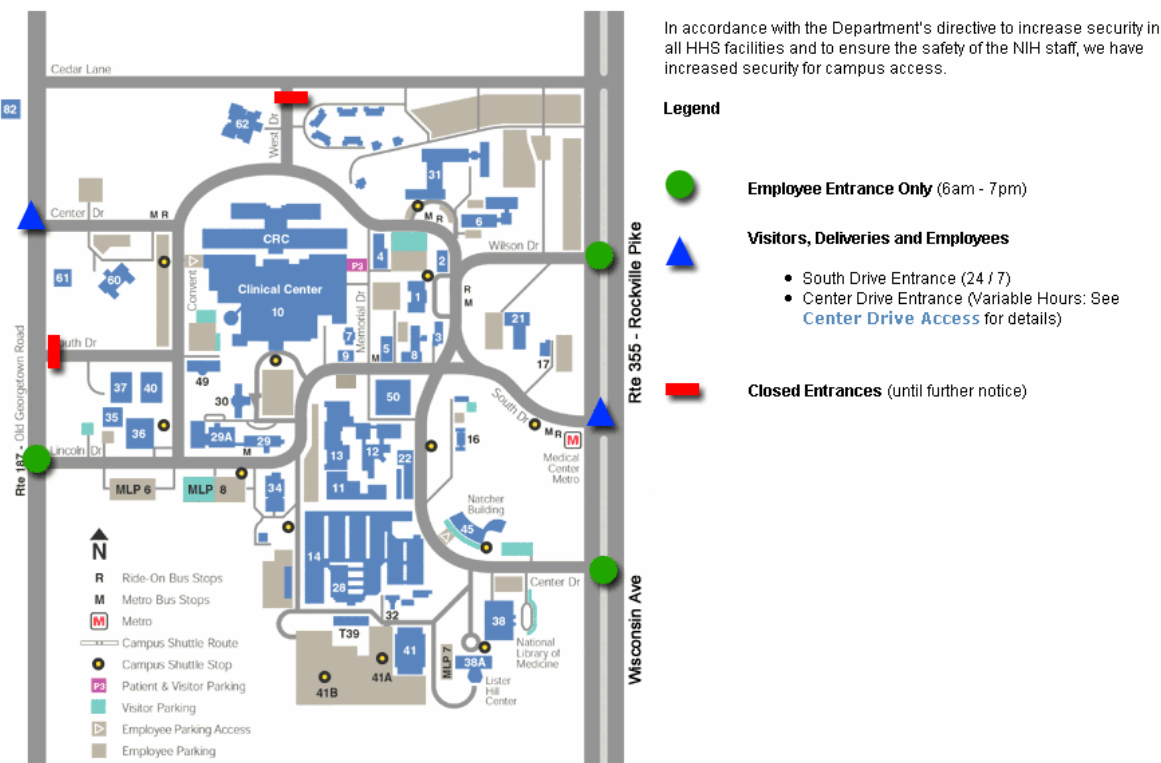 In accordance with the Department's directive to increase security in
all HHS facilities and to ensure the safety of the NIH staff, we have
increased security for campus access.
Legend
Employee Entrance Only (6am - 7pm)
Visitors, Deliveries and Employees
South Drive Entrance (24 / 7)
Center Drive Entrance (Variable Hours: See
Center Drive Access for details)
Closed Entrances (until further notice)
Cedar Lane
82
62
West Dr
31
Center Dr
M R
M R
6
CRC
Wilson Dr
4
2
P3
61
60
Convent
Clinical Center
10
1
R
M
Memorial Dr
7
3
21
Rte 355 - Rockville Pike
outh Dr
9
M
5
8
17
49
37
40
30
50
South Dr
35
36
29A
29
16
M R
M
Medical
Center
Metro
Rte 187 - Old Georgetown Road
Lincoln Dr
M
13
12
22
MLP 6
MLP 8
34
11
Natcher
Building
45
N
14
28
Center Dr
R Ride-On Bus Stops
M Metro Bus Stops
M Metro
Campus Shuttle Route
Campus Shuttle Stop
P3 Patient & Visitor Parking
Visitor Parking
Employee Parking Access
Employee Parking
32
T39
41
38
National
Library of
Medicine
MLP 7
38A
Lister
Hill
Center
41A
41B
Wisconsin Ave